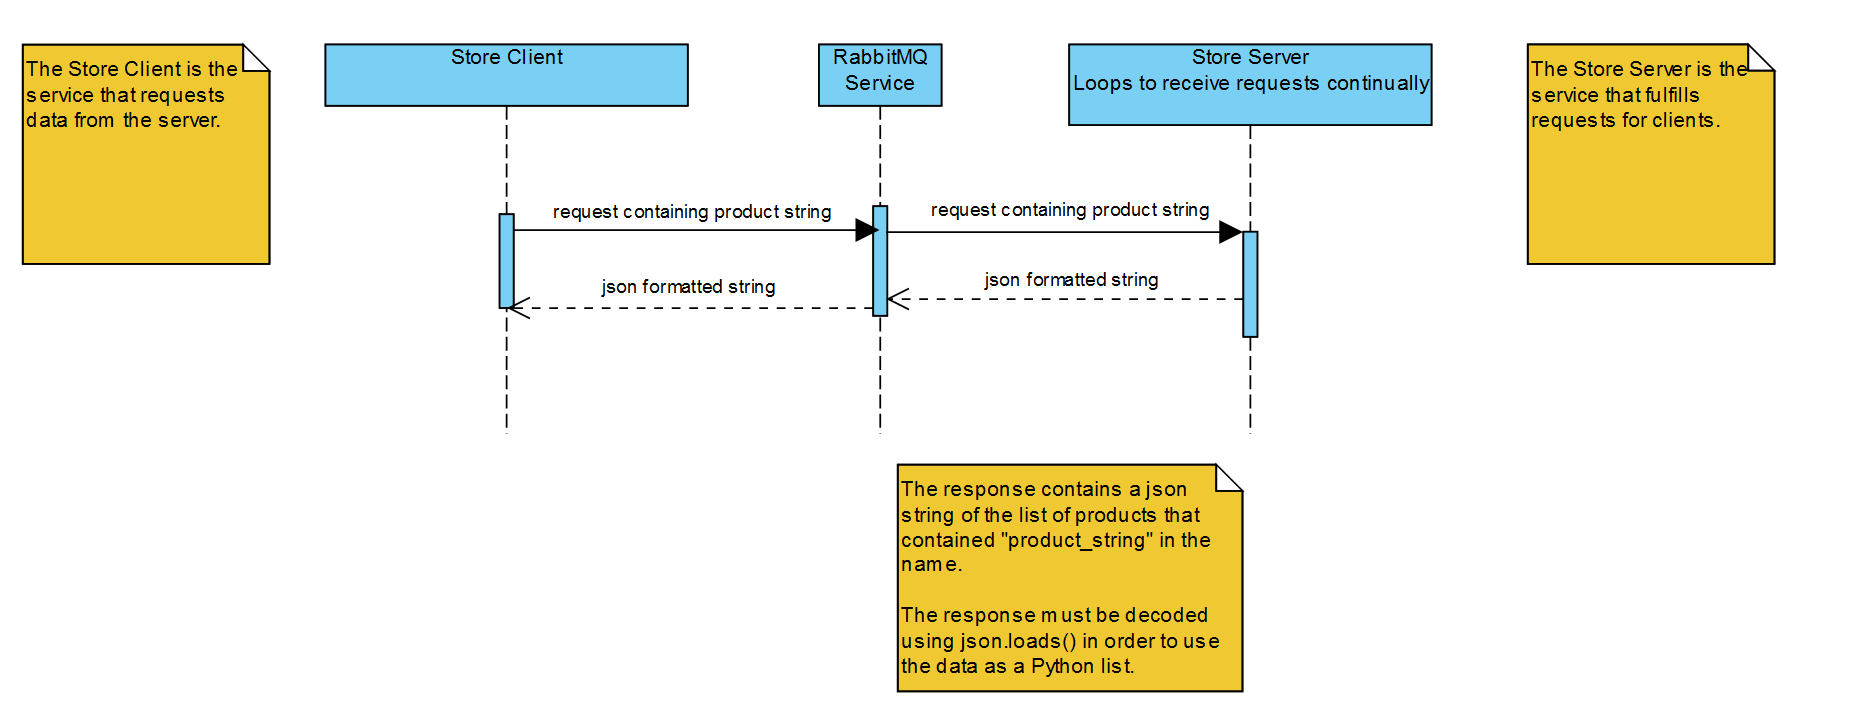 The Store Client is the
service that requests
data from the server.
Store Client
RabbitMQ
Service
Store Server
Loops to receive requests continually
The Store Server is the
service that fulfills
requests for clients.
request containing product string
request containing product string
json formatted string
json formatted string
The response contains a json
string of the list of products that
contained "product_string" in the
name.
The response must be decoded
using json.loads() in order to use
the data as a Python list.